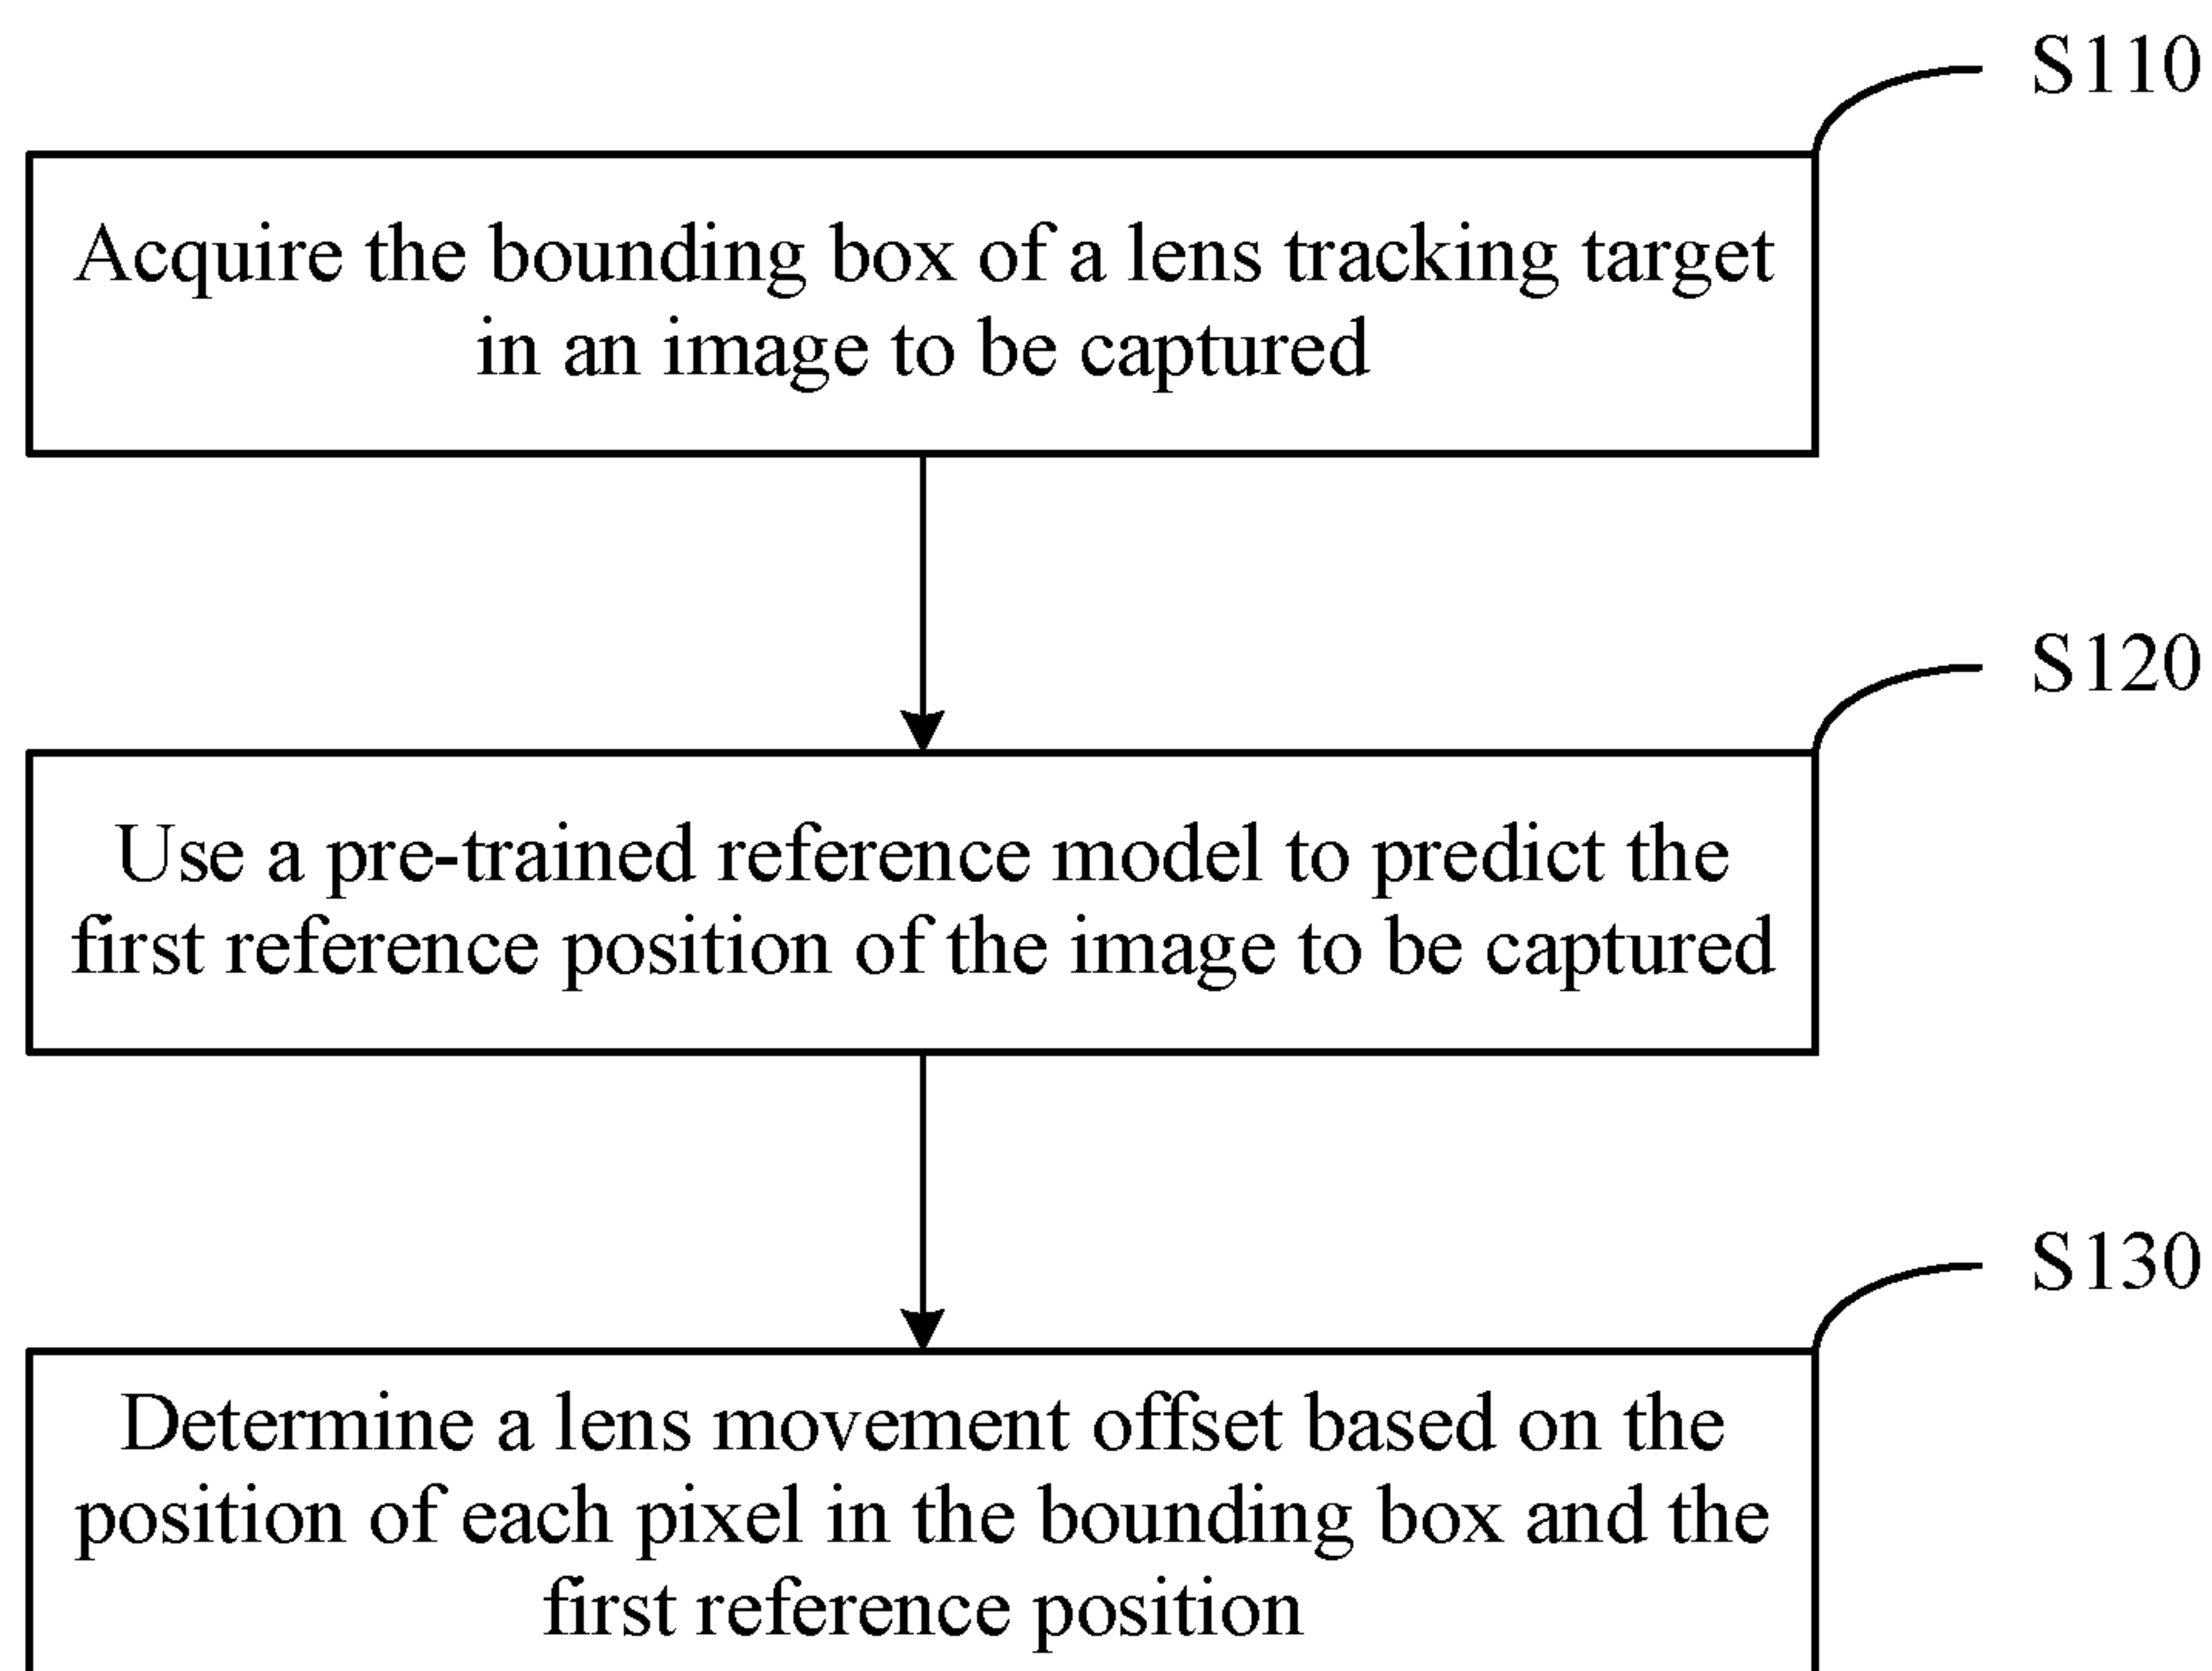 S110
Acquire the bounding box of a lens tracking target
in an image to be captured
S120
Use a pre-trained reference model to predict the
first reference position of the image to be captured
S130
Determine a lens movement offset based on the
position of each pixel in the bounding box and the
first reference position